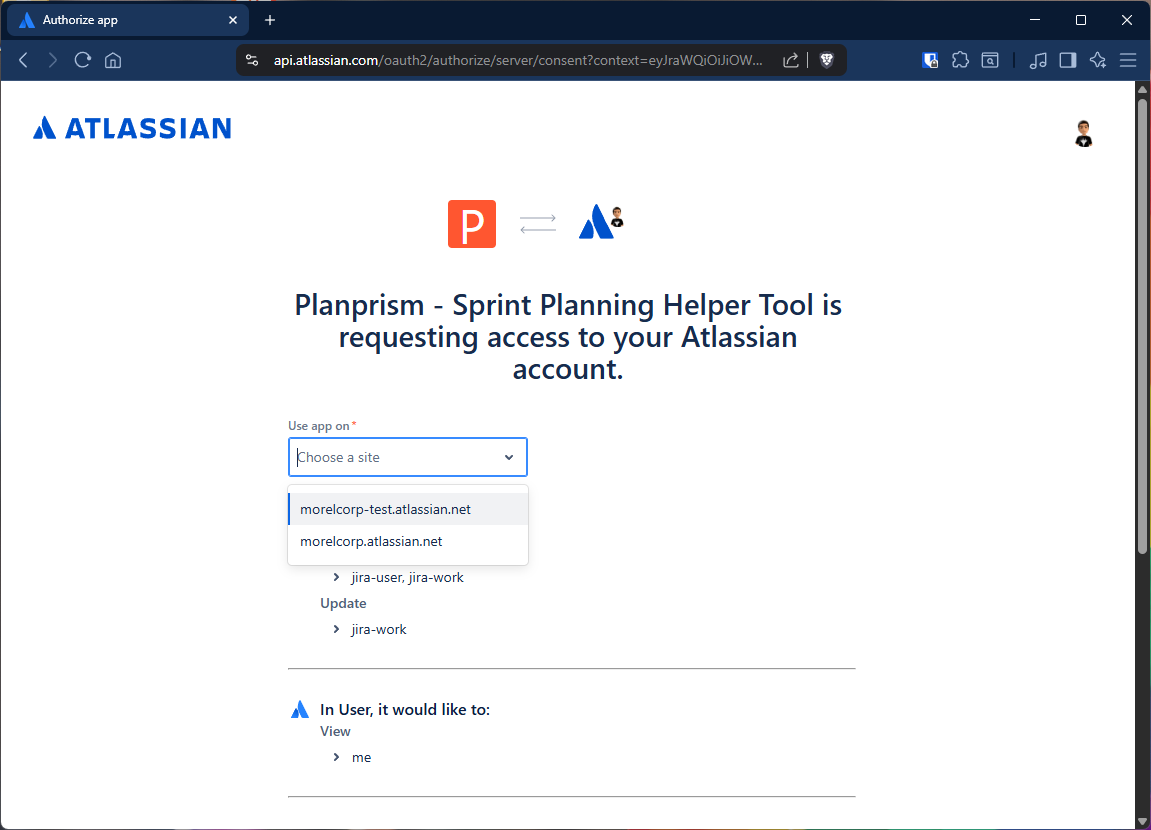 Authorize app
api.atlassian.com/oauth2/authorize/server/consent?context=eyJraWQiOiJiOW...
ATLASSIAN
P
Planprism - Sprint Planning Helper Tool is
requesting access to your Atlassian
account.
Use app on*
Choose a site
morelcorp-test.atlassian.net
morelcorp.atlassian.net
jira-user, jira-work
Update
jira-work
In User, it would like to:
View
me